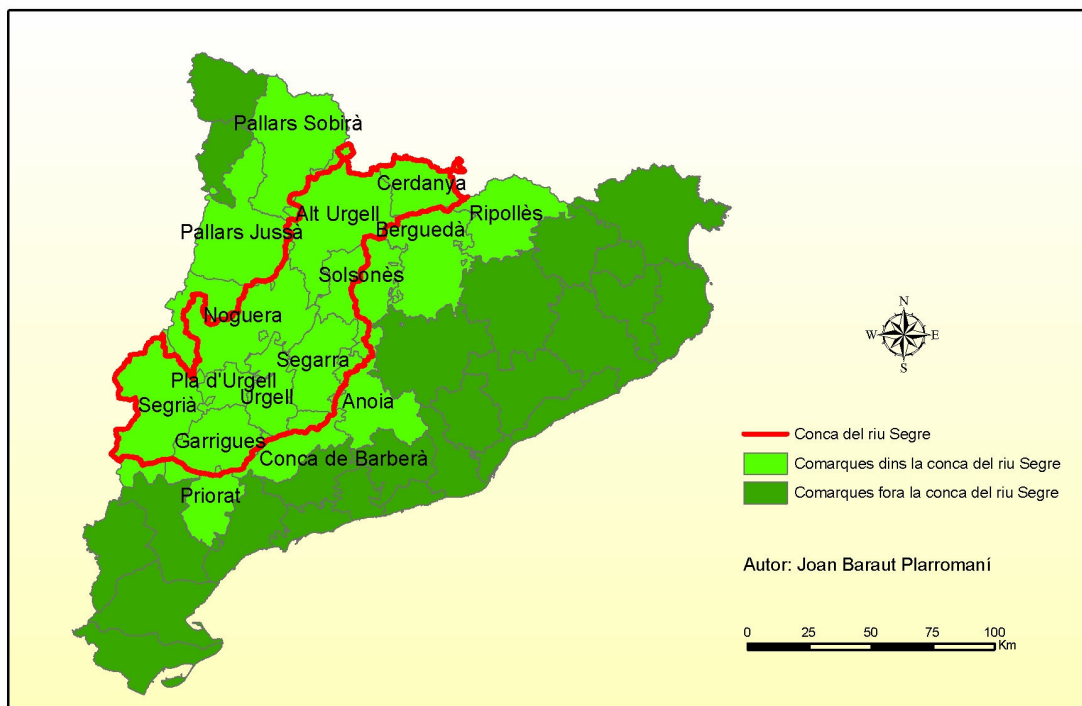 Pallars Sobirà
Cerdanya
Alt Urgell
Ripollès
Pallars Jussà
Berguedà
Solsonès
Noguera
Segarra
Pla d'Urgell
Urgell
Segrià
Anoia
Garrigues
Conca de Barberà
Priorat
N
W E
S
Conca del riu Segre
Comarques dins la conca del riu Segre
Comarques fora la conca del riu Segre
Autor: Joan Baraut Plarromaní
0 25 50 75 100
Km